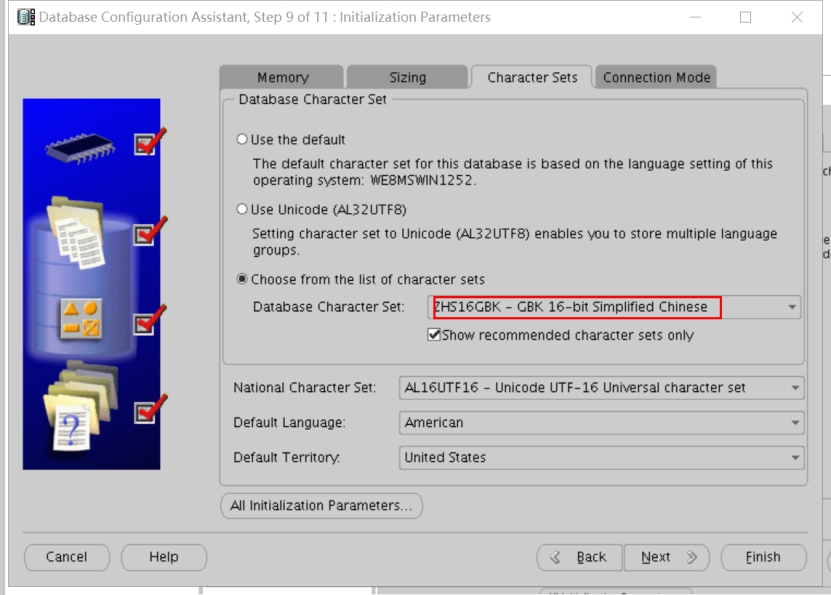 Database Configuration Assistant, Step 9 of 11 : Initialization Parameters
Memory
Sizing
Character Sets
Connection Mode
Database Character Set
Use the default
The default character set for this database is based on the language setting of this
operating system: WE8MSWIN1252.
Use Unicode (AL32UTF8)
Setting character set to Unicode (AL32UTF8) enables you to store multiple language
groups.
Choose from the list of character sets
Database Character Set: ZHS16GBK - GBK 16-bit Simplified Chinese
Show recommended character sets only
National Character Set: AL16UTF16 - Unicode UTF-16 Universal character set
Default Language: American
Default Territory: United States
All Initialization Parameters...
Cancel
Help
Back
Next
Finish